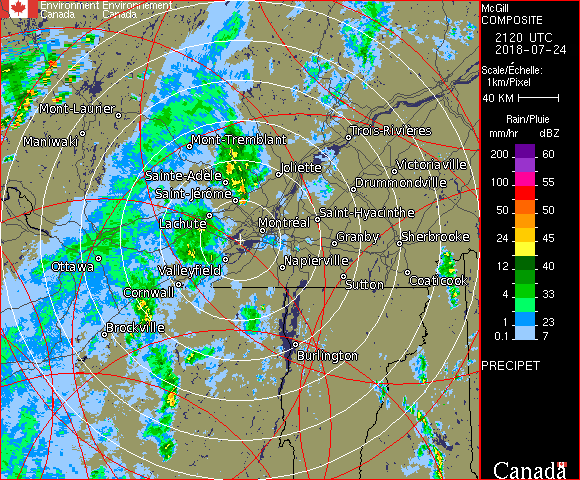 Environment Environnement
Canada Canada
McGill
COMPOSITE
2120 UTC
2018-07-24
Scale/Échelle:
1km/Pixel
40 KM
Rain/Pluie
mm/hr dBZ
200 60
100 55
50 50
24 45
12 40
4 33
1 23
0.1 7
PRECIPET
Canada
Mont-Laurier
Maniwaki
Mont-Tremblant
Trois-Rivières
Sainte-Adèle
Joliette
Victoriaville
Saint-Jérôme
Drummondville
Lachute
Montréal
Saint-Hyacinthe
Ottawa
Granby
Sherbrooke
Valleyfield
Napierville
Cornwall
Sutton
Coaticook
Brockville
Burlington